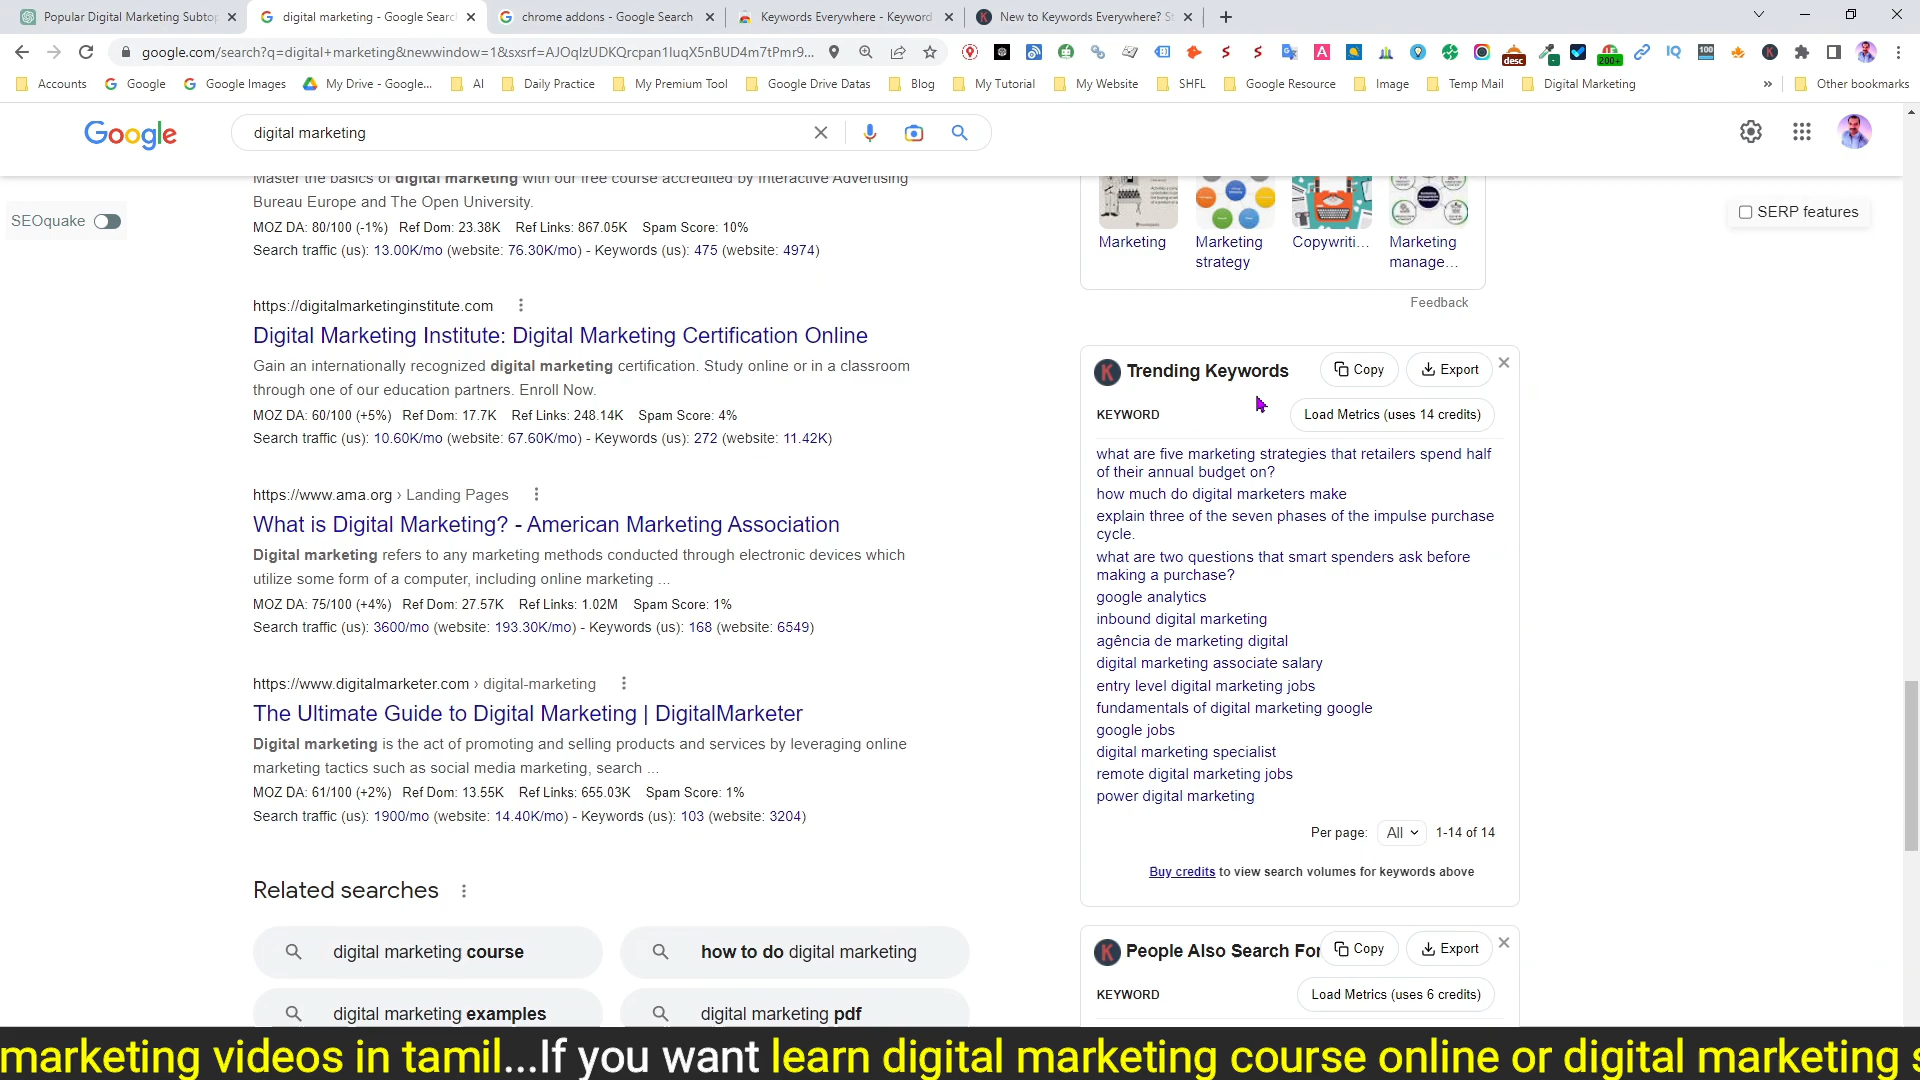 Popular Digital Marketing Subtop
digital marketing - Google Searc
chrome addons - Google Search
Keywords Everywhere - Keyword
New to Keywords Everywhere? St
google.com/search?q=digital+marketing&newwindow=1&sxsrf=AJOqlzUDKQrcpan1luqX5nBUD4m7tPmr9...
desc
200+
IQ
100
Accounts
Google
Google Images
My Drive - Google...
AI
Daily Practice
My Premium Tool
Google Drive Datas
Blog
My Tutorial
My Website
SHFL
Google Resource
Image
Temp Mail
Digital Marketing
»
Other bookmarks
Google
digital marketing
SEOquake
SERP features
Master the basics of digital marketing with our free course accredited by Interactive Advertising
Bureau Europe and The Open University.
MOZ DA: 80/100 (-1%) Ref Dom: 23.38K Ref Links: 867.05K Spam Score: 10%
Search traffic (us): 13.00K/mo (website: 76.30K/mo) - Keywords (us): 475 (website: 4974)
https://digitalmarketinginstitute.com
Digital Marketing Institute: Digital Marketing Certification Online
Gain an internationally recognized digital marketing certification. Study online or in a classroom
through one of our education partners. Enroll Now.
MOZ DA: 60/100 (+5%) Ref Dom: 17.7K Ref Links: 248.14K Spam Score: 4%
Search traffic (us): 10.60K/mo (website: 67.60K/mo) - Keywords (us): 272 (website: 11.42K)
https://www.ama.org › Landing Pages
What is Digital Marketing? - American Marketing Association
Digital marketing refers to any marketing methods conducted through electronic devices which
utilize some form of a computer, including online marketing ...
MOZ DA: 75/100 (+4%) Ref Dom: 27.57K Ref Links: 1.02M Spam Score: 1%
Search traffic (us): 3600/mo (website: 193.30K/mo) - Keywords (us): 168 (website: 6549)
https://www.digitalmarketer.com › digital-marketing
The Ultimate Guide to Digital Marketing | DigitalMarketer
Digital marketing is the act of promoting and selling products and services by leveraging online
marketing tactics such as social media marketing, search ...
MOZ DA: 61/100 (+2%) Ref Dom: 13.55K Ref Links: 655.03K Spam Score: 1%
Search traffic (us): 1900/mo (website: 14.40K/mo) - Keywords (us): 103 (website: 3204)
Related searches
digital marketing course
how to do digital marketing
digital marketing examples
digital marketing pdf
Marketing
Marketing
strategy
Copywriti...
Marketing
manage...
Feedback
K
Trending Keywords
Copy
Export
KEYWORD
Load Metrics (uses 14 credits)
what are five marketing strategies that retailers spend half
of their annual budget on?
how much do digital marketers make
explain three of the seven phases of the impulse purchase
cycle.
what are two questions that smart spenders ask before
making a purchase?
google analytics
inbound digital marketing
agência de marketing digital
digital marketing associate salary
entry level digital marketing jobs
fundamentals of digital marketing google
google jobs
digital marketing specialist
remote digital marketing jobs
power digital marketing
Per page: All 1-14 of 14
Buy credits to view search volumes for keywords above
K
People Also Search For
Copy
Export
KEYWORD
Load Metrics (uses 6 credits)
marketing videos in tamil...If you want learn digital marketing course online or digital marketing s